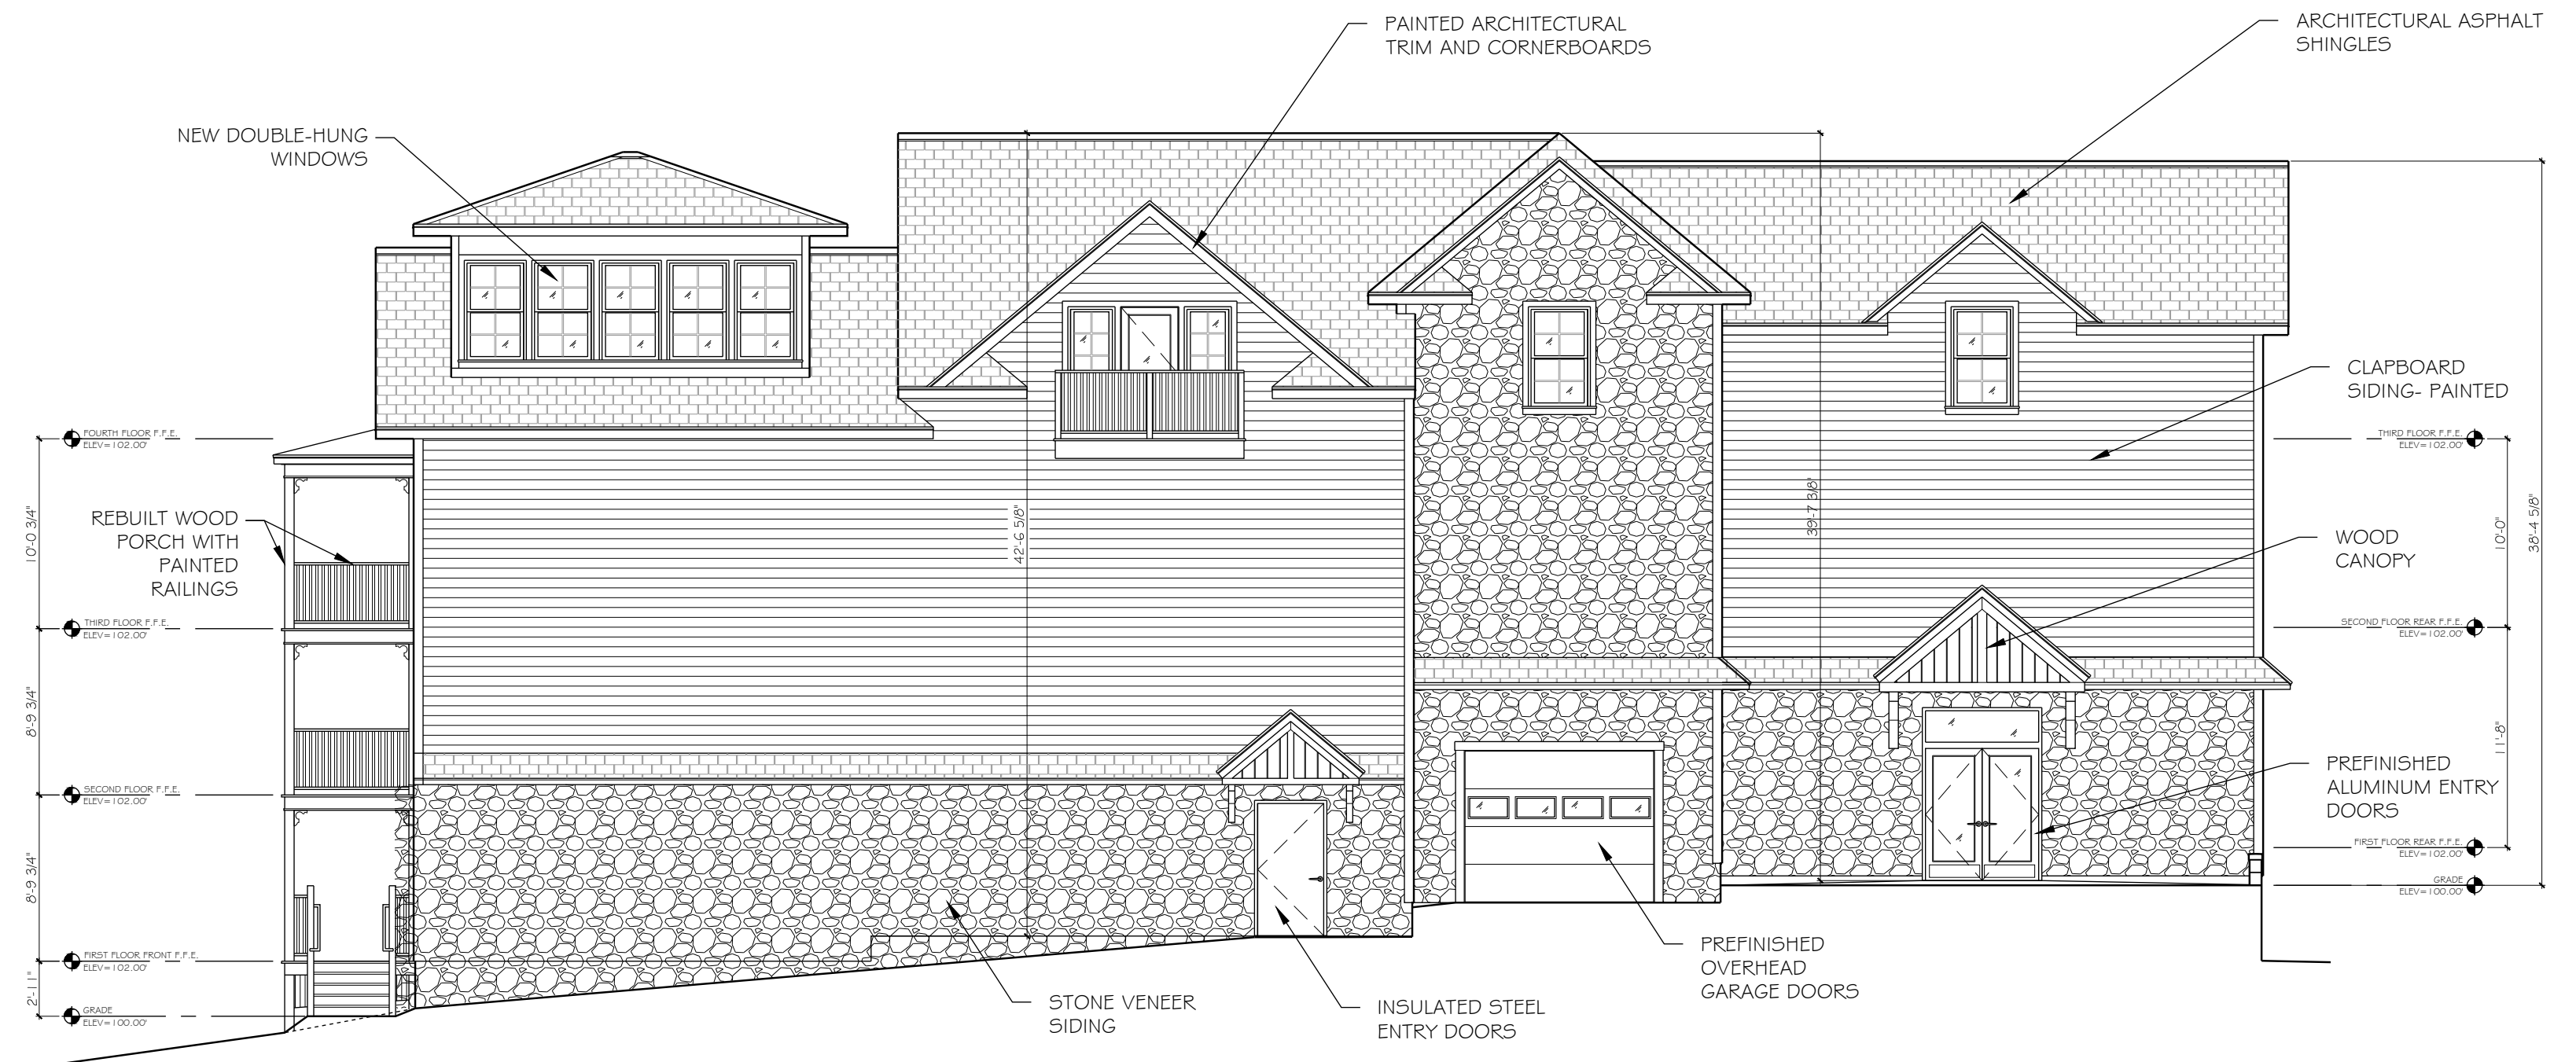 PAINTED ARCHITECTURAL
TRIM AND CORNERBOARDS
ARCHITECTURAL ASPHALT
SHINGLES
NEW DOUBLE-HUNG
WINDOWS
CLAPBOARD
SIDING- PAINTED
FOURTH FLOOR F.F.E.
ELEV=102.00'
THIRD FLOOR F.F.E.
ELEV=102.00'
REBUILT WOOD
PORCH WITH
PAINTED
RAILINGS
10'-0 3/4"
42'-6 5/8"
39'-7 3/8"
10'-0"
38'-4 5/8"
WOOD
CANOPY
THIRD FLOOR F.F.E.
ELEV=102.00'
SECOND FLOOR REAR F.F.E.
ELEV=102.00'
8'-9 3/4"
11'-8"
SECOND FLOOR F.F.E.
ELEV=102.00'
PREFINISHED
ALUMINUM ENTRY
DOORS
FIRST FLOOR REAR F.F.E.
ELEV=102.00'
8'-9 3/4"
GRADE
ELEV=100.00'
FIRST FLOOR FRONT F.F.E.
ELEV=102.00'
2'-11"
GRADE
ELEV=100.00'
PREFINISHED
OVERHEAD
GARAGE DOORS
STONE VENEER
SIDING
INSULATED STEEL
ENTRY DOORS